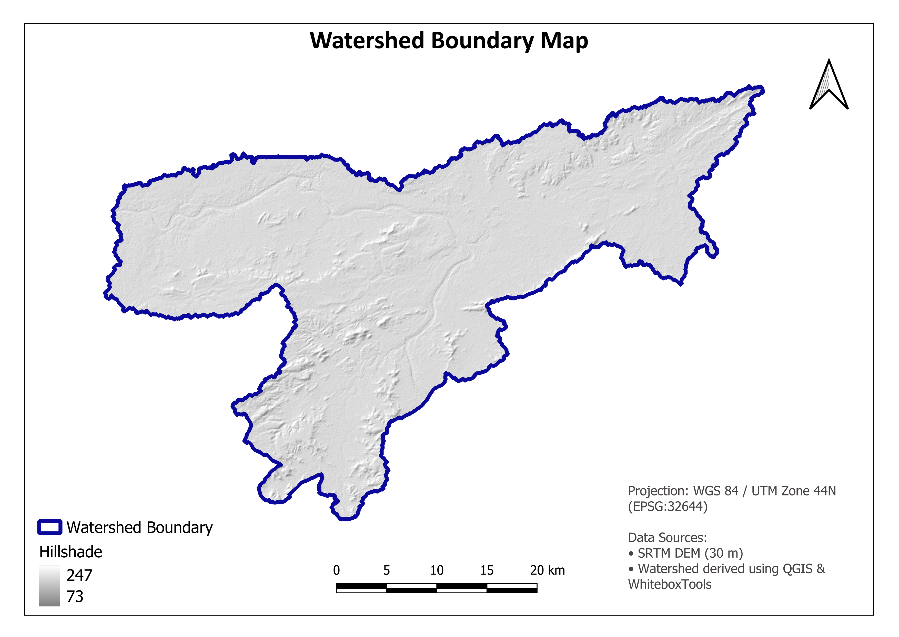 Watershed Boundary Map
Projection: WGS 84 / UTM Zone 44N
(EPSG:32644)
Data Sources:
• SRTM DEM (30 m)
• Watershed derived using QGIS &
WhiteboxTools
Watershed Boundary
Hillshade
247
73
0 5 10 15 20 km